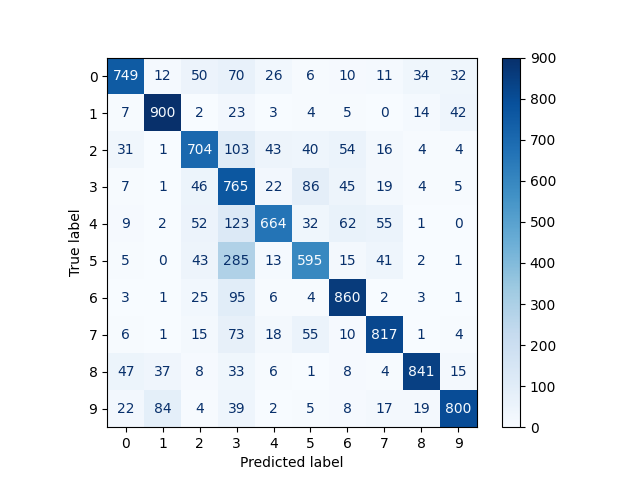 0 749 12 50 70 26 6 10 11 34 32
1 7 900 2 23 3 4 5 0 14 42
2 31 1 704 103 43 40 54 16 4 4
3 7 1 46 765 22 86 45 19 4 5
4 9 2 52 123 664 32 62 55 1 0
5 5 0 43 285 13 595 15 41 2 1
6 3 1 25 95 6 4 860 2 3 1
7 6 1 15 73 18 55 10 817 1 4
8 47 37 8 33 6 1 8 4 841 15
9 22 84 4 39 2 5 8 17 19 800
0 1 2 3 4 5 6 7 8 9
Predicted label
True label
900
800
700
600
500
400
300
200
100
0